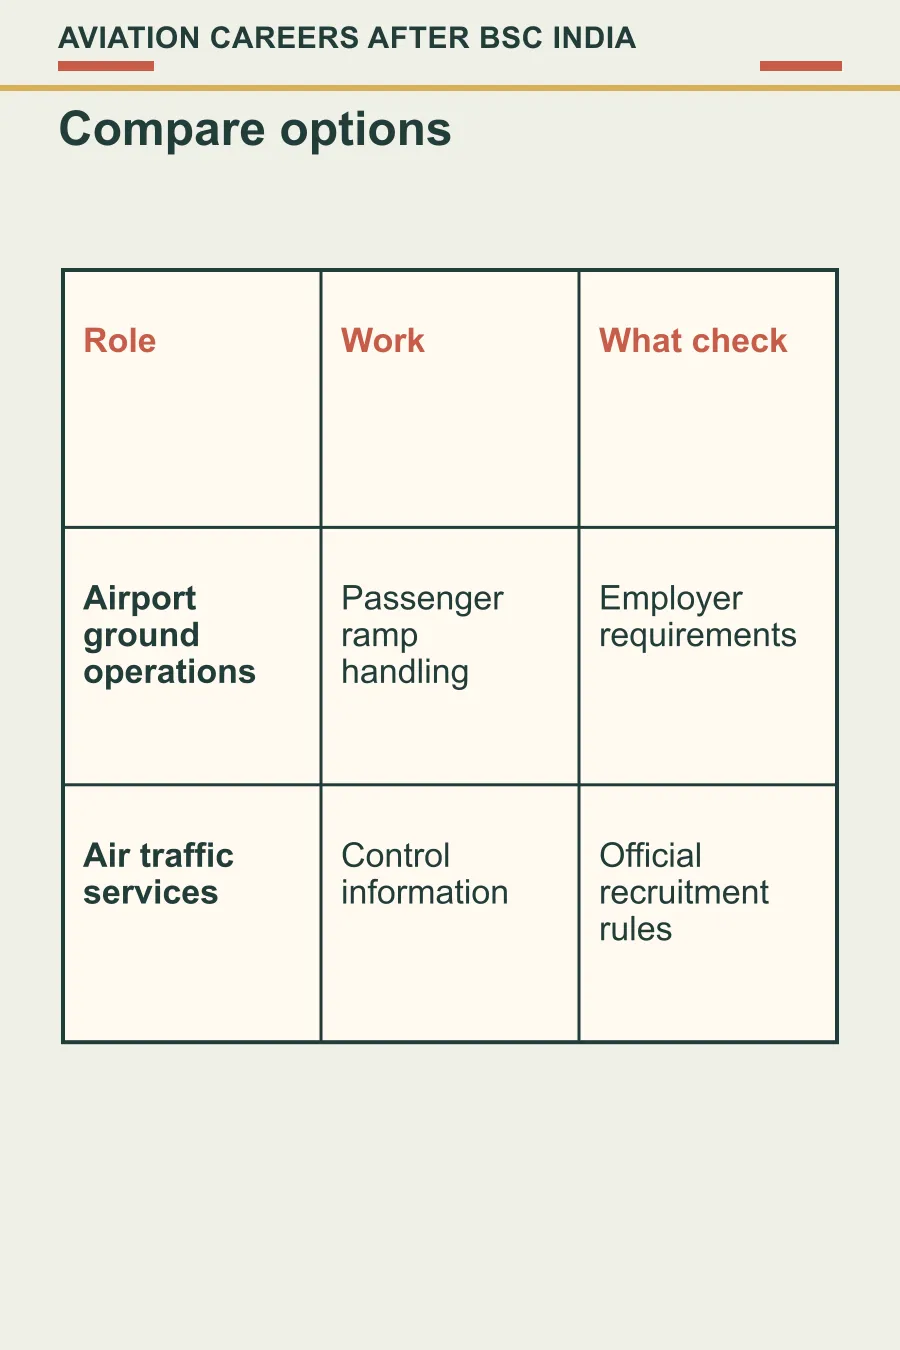 AVIATION CAREERS AFTER BSC INDIA
Compare options
Role
Work
What check
Airport
ground
operations
Passenger
ramp
handling
Employer
requirements
Air traffic
services
Control
information
Official
recruitment
rules